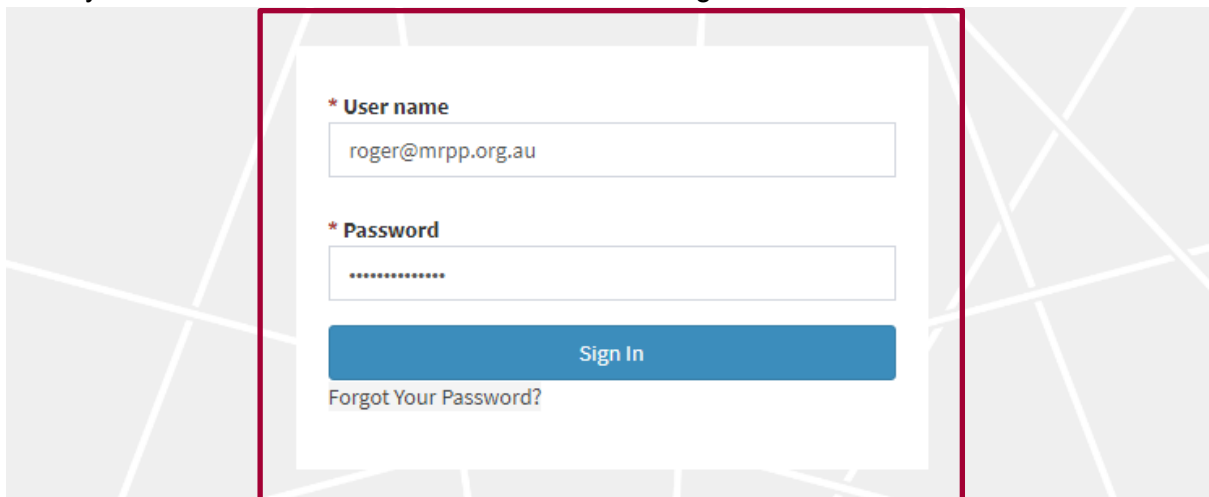 * User name
roger@mrpp.org.au
* Password
••••••••••••••
Sign In
Forgot Your Password?